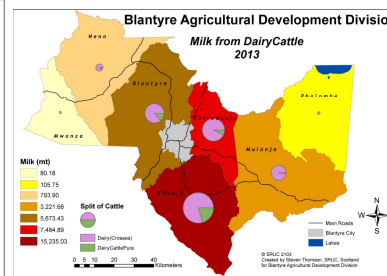 Blantyre Agricultural Development Divisio
Milk from DairyCattle
2013
Neno
Blantyre
Mwanza
Phalombe
Mulanje
Thyolo
Milk (mt)
80.18
105.75
793.90
3,221.68
5,673.43
7,484.89
15,235.03
Split of Cattle
Dairy(Crosses)
DairyCattlePure
0 5 10 20 30 40
Kilometers
Main Roads
Blantyre City
Lakes
N
W E
S
© SRUC 2103
Created by Steven Thomson, SRUC, Scotland
for Blantyre Agricultural Development Division